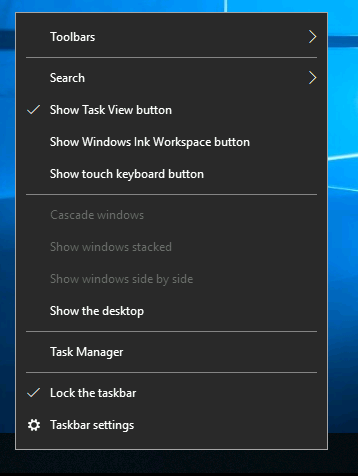 Toolbars
Search
Show Task View button
Show Windows Ink Workspace button
Show touch keyboard button
Cascade windows
Show windows stacked
Show windows side by side
Show the desktop
Task Manager
Lock the taskbar
Taskbar settings